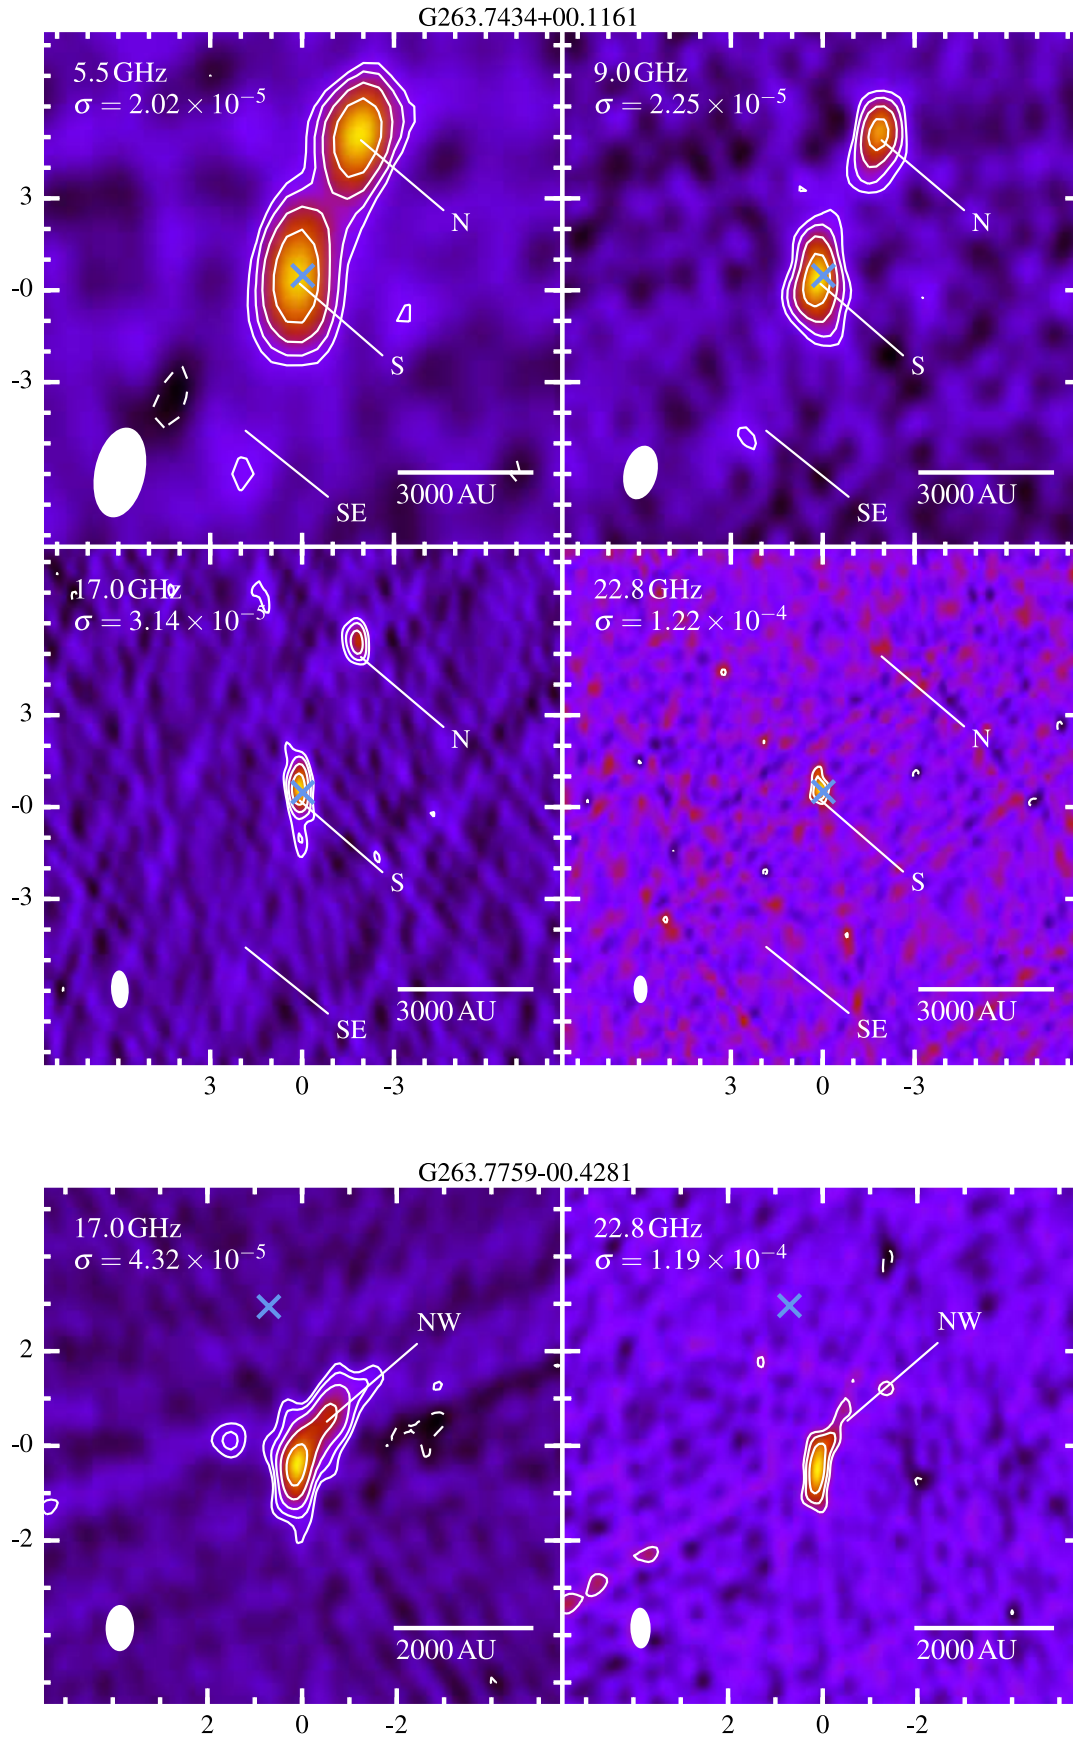 G263.7434+00.1161
5.5 GHz
σ = 2.02 × 10⁻⁵
N
S
SE
3000 AU
3
-0
-3
9.0 GHz
σ = 2.25 × 10⁻⁵
N
S
SE
3000 AU
17.0 GHz
σ = 3.14 × 10⁻⁵
N
S
SE
3000 AU
3
-0
-3
3 0 -3
22.8 GHz
σ = 1.22 × 10⁻⁴
N
S
SE
3000 AU
3 0 -3
G263.7759-00.4281
17.0 GHz
σ = 4.32 × 10⁻⁵
NW
2000 AU
2
-0
-2
2 0 -2
22.8 GHz
σ = 1.19 × 10⁻⁴
NW
2000 AU
2 0 -2